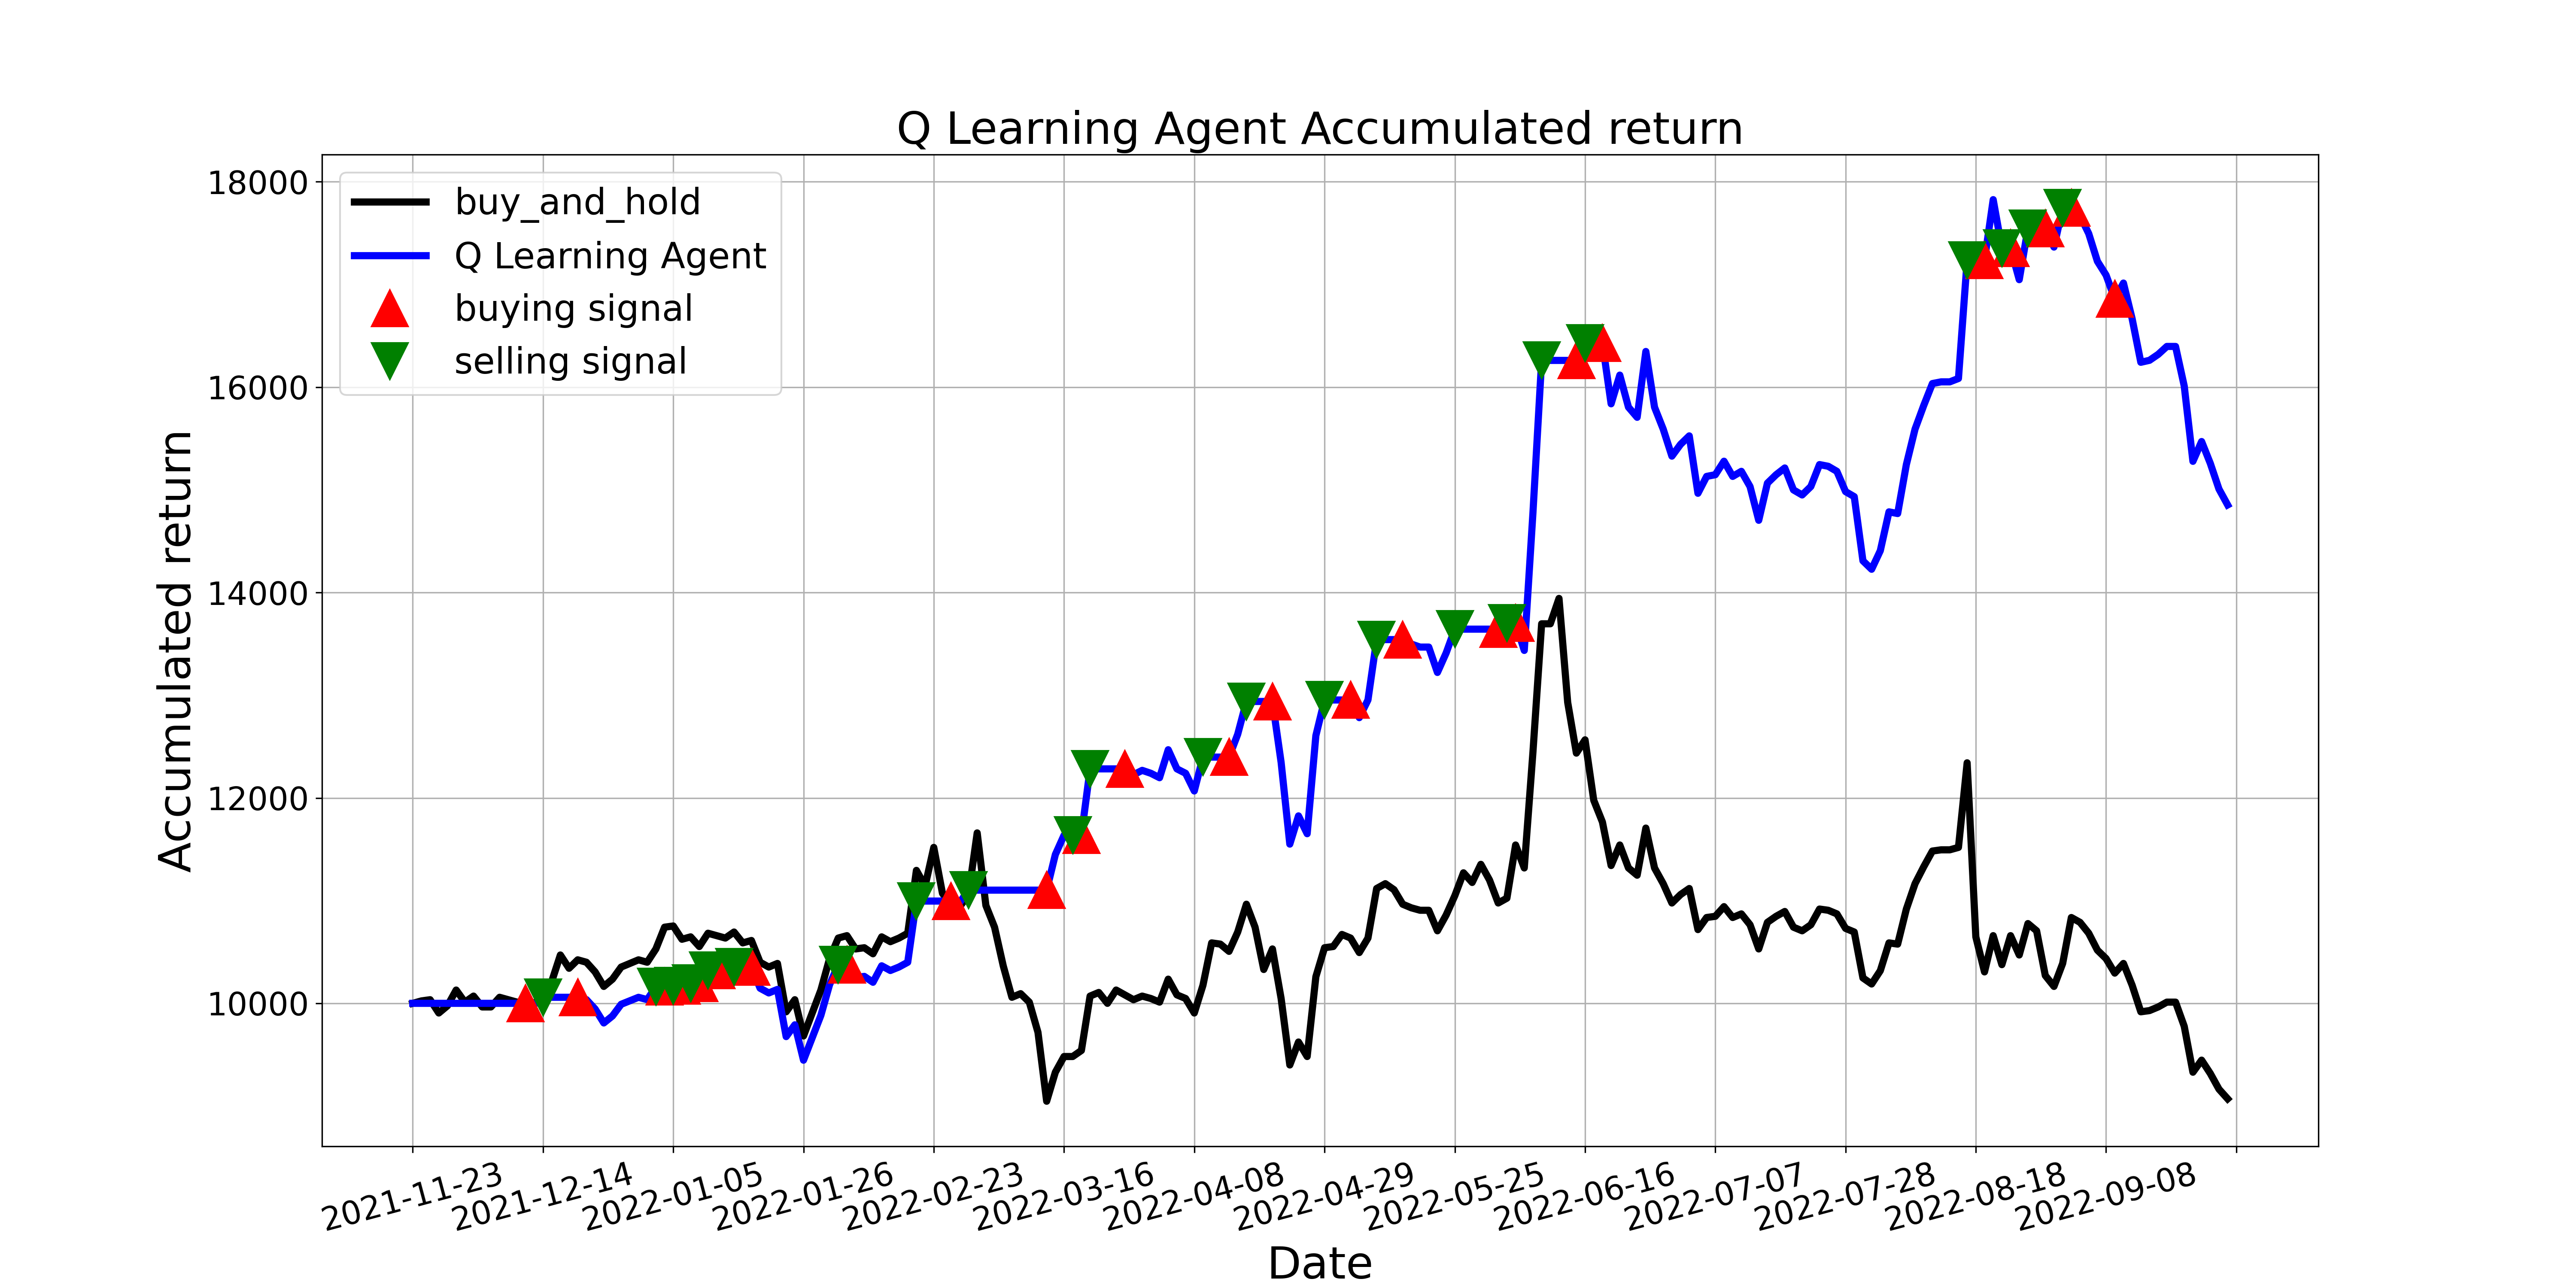 Q Learning Agent Accumulated return
buy_and_hold
Q Learning Agent
buying signal
selling signal
Accumulated return
18000
16000
14000
12000
10000
2021-11-23
2021-12-14
2022-01-05
2022-01-26
2022-02-23
2022-03-16
2022-04-08
2022-04-29
2022-05-25
2022-06-16
2022-07-07
2022-07-28
2022-08-18
2022-09-08
Date